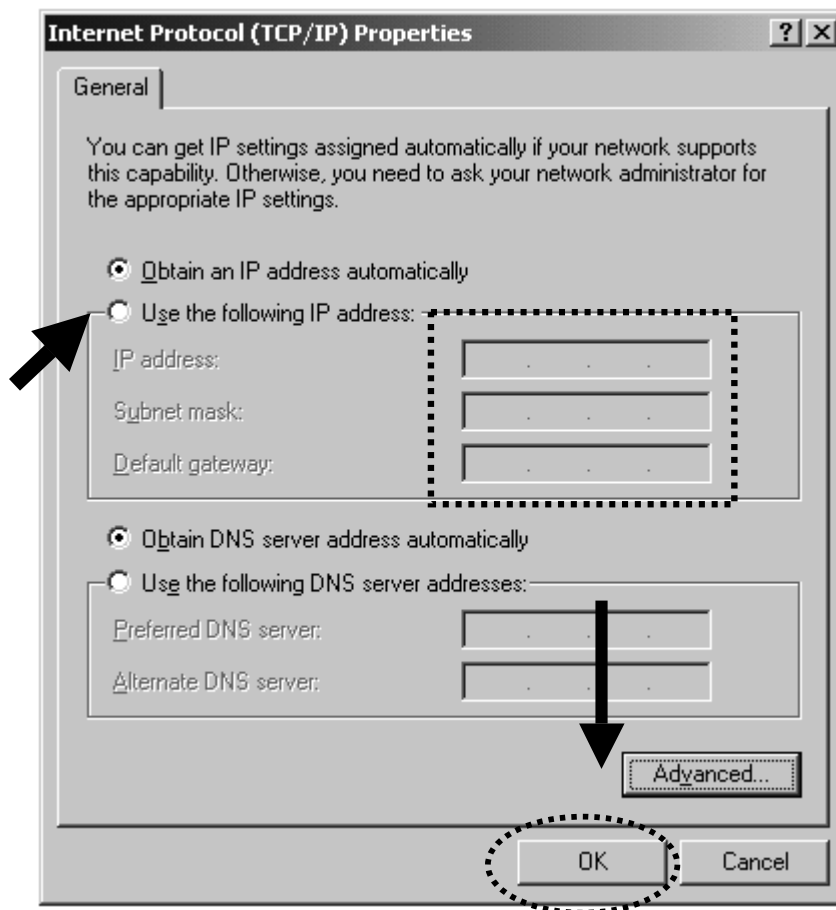 Internet Protocol (TCP/IP) Properties
General
You can get IP settings assigned automatically if your network supports
this capability. Otherwise, you need to ask your network administrator for
the appropriate IP settings.
Obtain an IP address automatically
Use the following IP address:
IP address:
Subnet mask:
Default gateway:
Obtain DNS server address automatically
Use the following DNS server addresses:
Preferred DNS server:
Alternate DNS server:
Advanced...
OK
Cancel